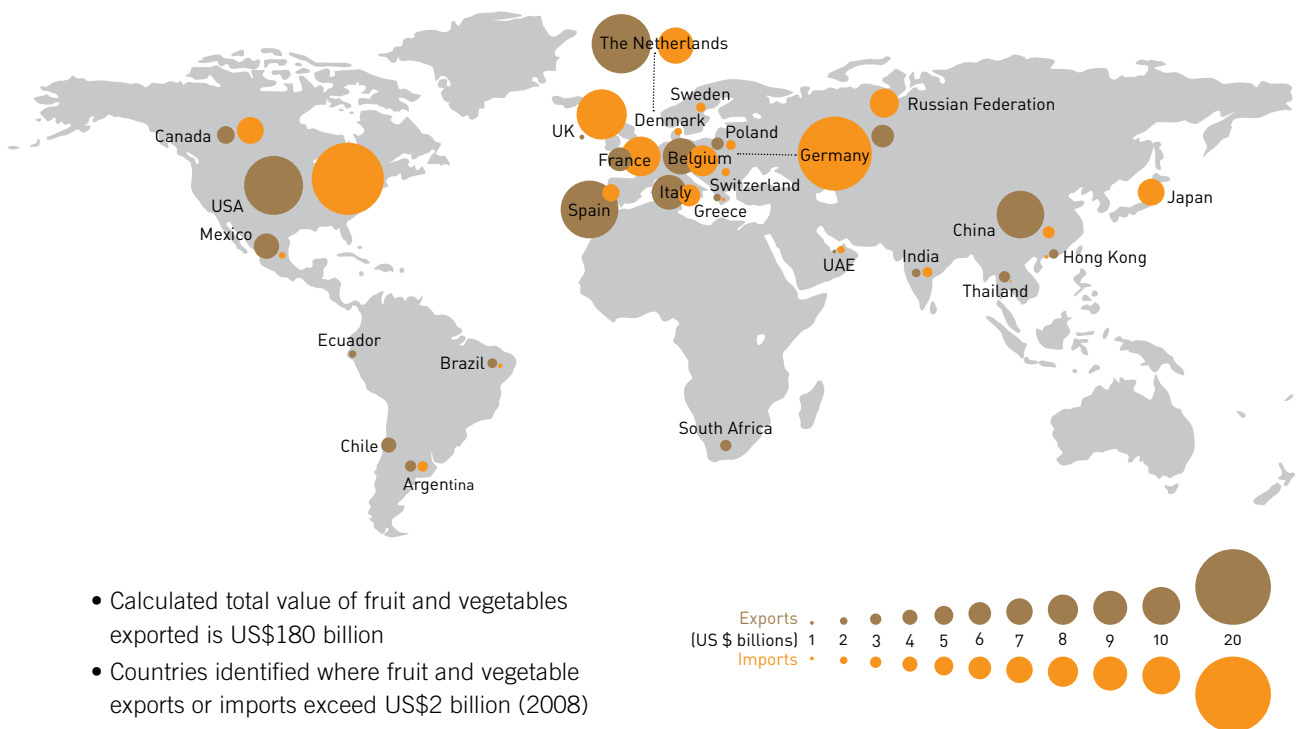 The Netherlands
Sweden
Russian Federation
Denmark
UK
Canada
Poland
France
Belgium
Germany
Switzerland
Italy
USA
Spain
Greece
Japan
Mexico
China
UAE
India
Hong Kong
Thailand
Ecuador
Brazil
South Africa
Chile
Argentina
• Calculated total value of fruit and vegetables
exported is US$180 billion
• Countries identified where fruit and vegetable
exports or imports exceed US$2 billion (2008)
Exports
(US $ billions) 1 2 3 4 5 6 7 8 9 10 20
Imports